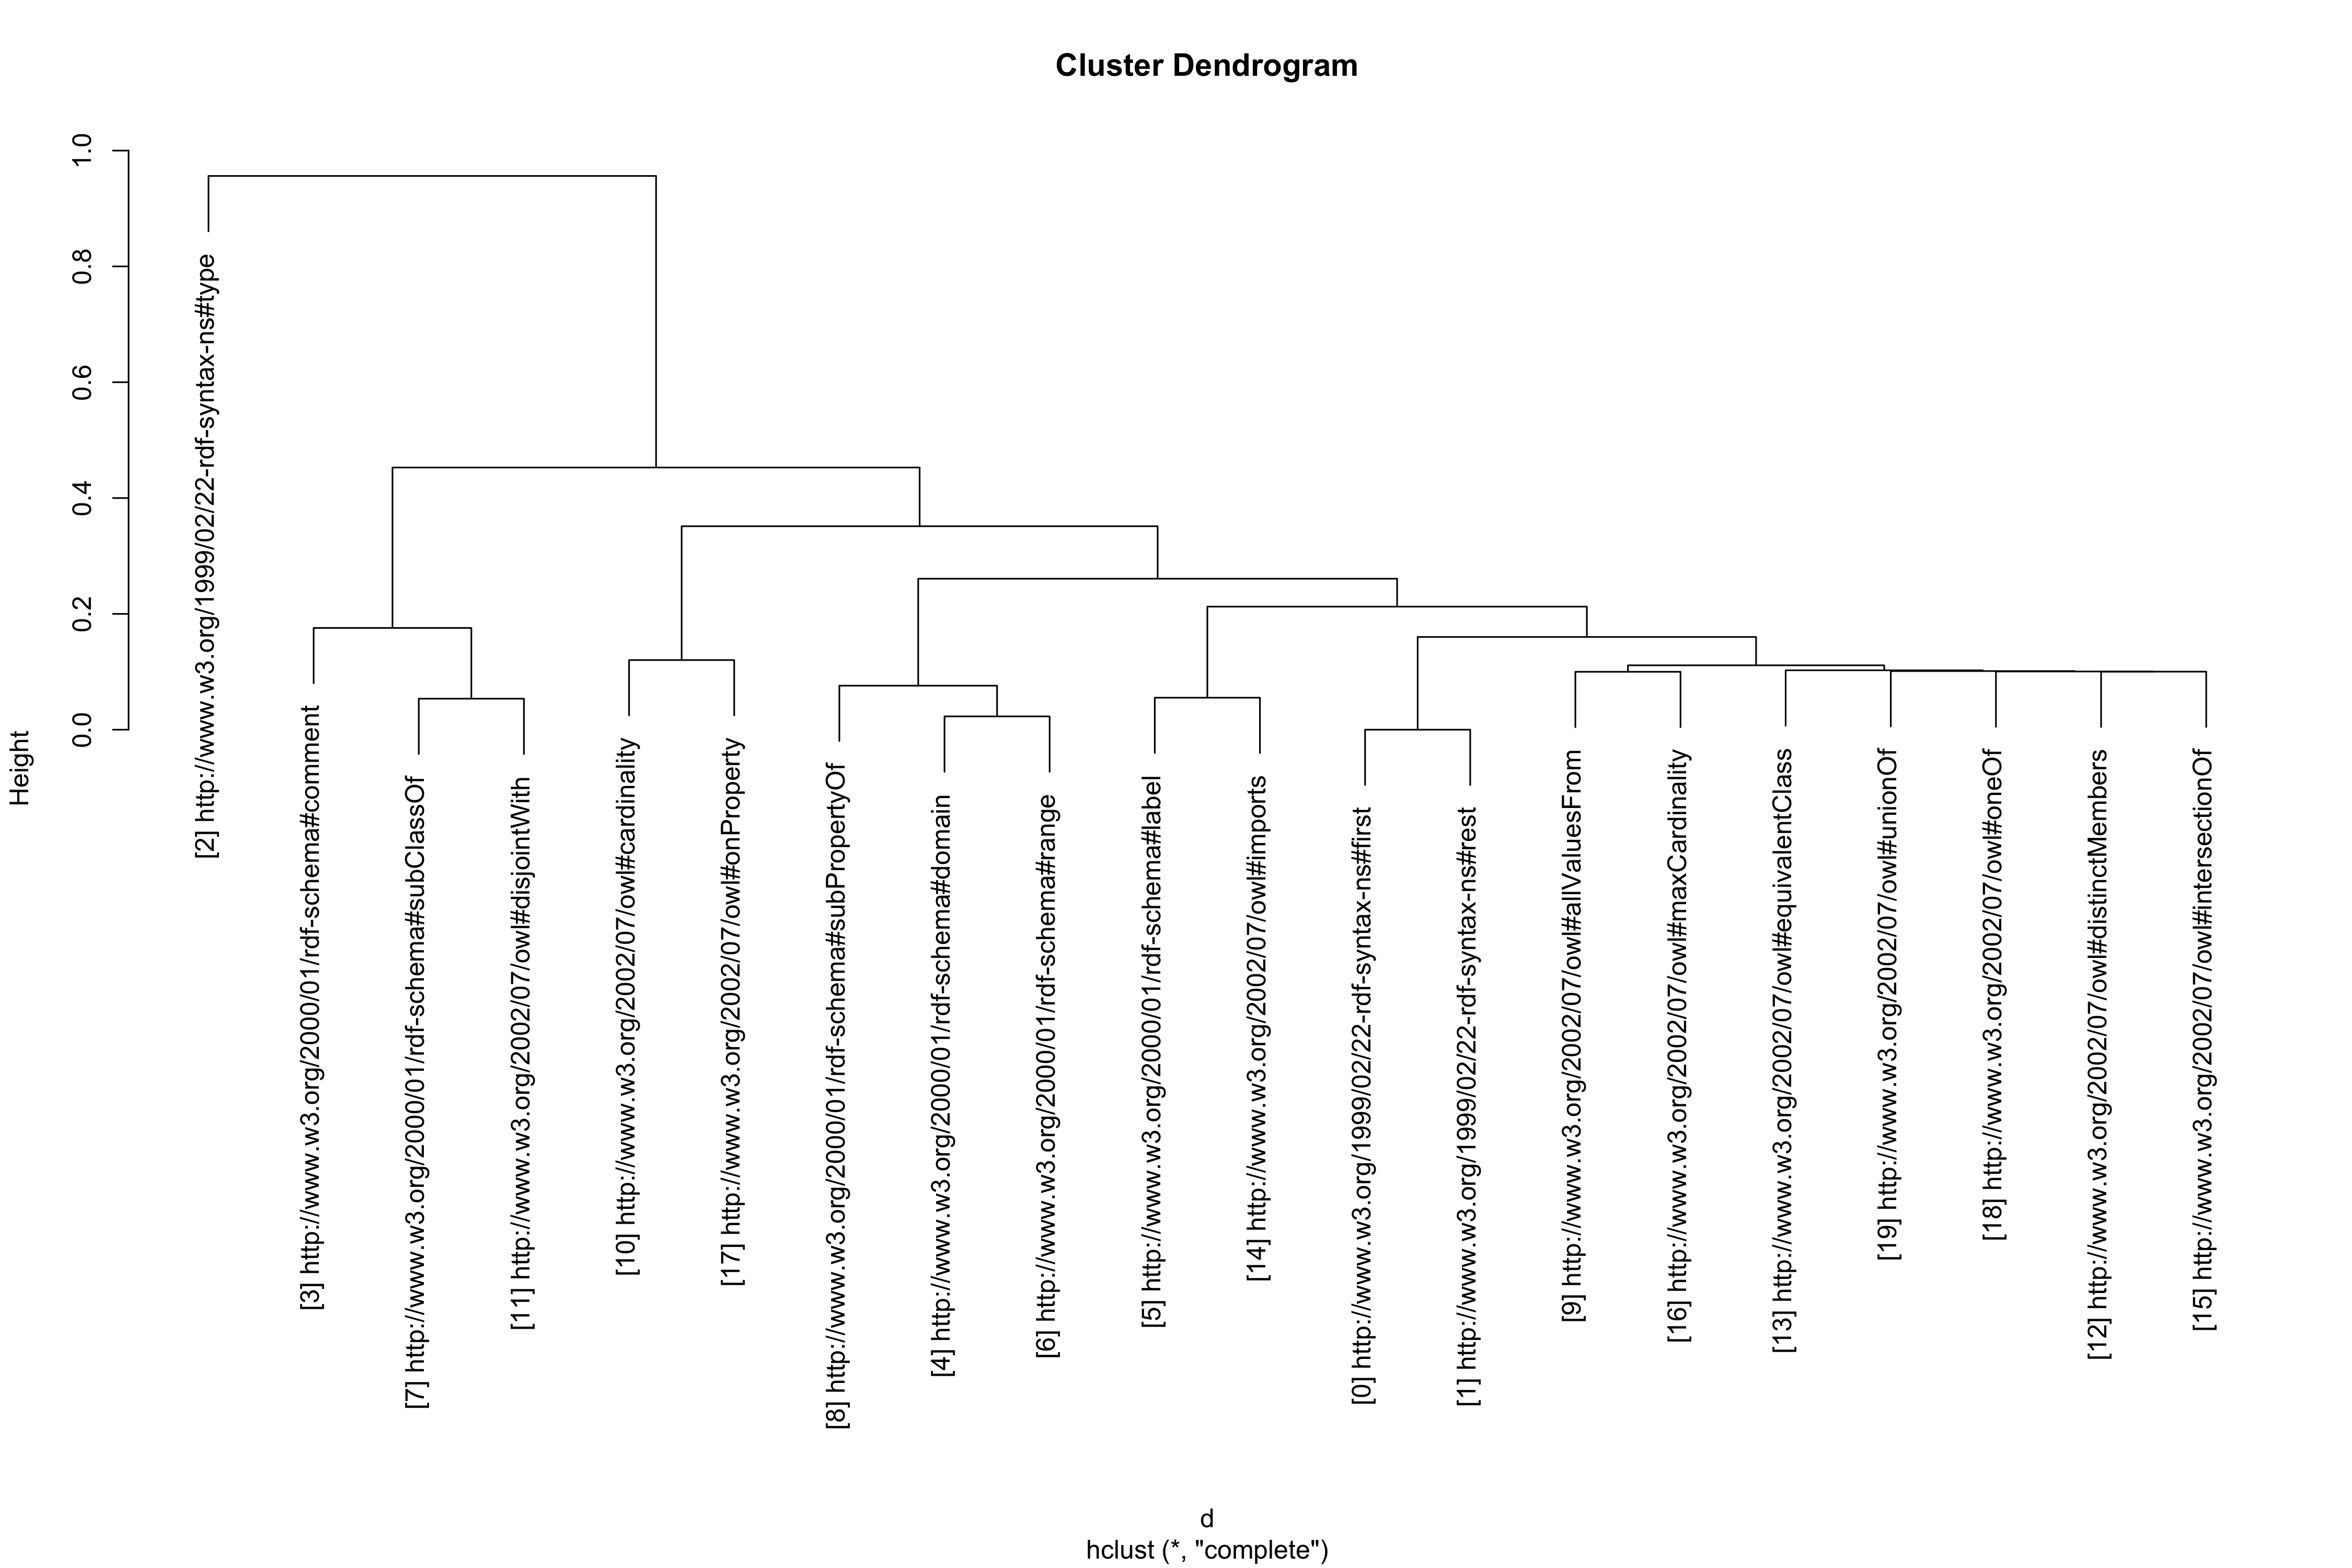 Cluster Dendrogram
Height
1.0
0.8
0.6
0.4
0.2
0.0
[2] http://www.w3.org/1999/02/22-rdf-syntax-ns#type
[3] http://www.w3.org/2000/01/rdf-schema#comment
[7] http://www.w3.org/2000/01/rdf-schema#subClassOf
[11] http://www.w3.org/2002/07/owl#disjointWith
[10] http://www.w3.org/2002/07/owl#cardinality
[17] http://www.w3.org/2002/07/owl#onProperty
[8] http://www.w3.org/2000/01/rdf-schema#subPropertyOf
[4] http://www.w3.org/2000/01/rdf-schema#domain
[6] http://www.w3.org/2000/01/rdf-schema#range
[5] http://www.w3.org/2000/01/rdf-schema#label
[14] http://www.w3.org/2002/07/owl#imports
[0] http://www.w3.org/1999/02/22-rdf-syntax-ns#first
[1] http://www.w3.org/1999/02/22-rdf-syntax-ns#rest
[9] http://www.w3.org/2002/07/owl#allValuesFrom
[16] http://www.w3.org/2002/07/owl#maxCardinality
[13] http://www.w3.org/2002/07/owl#equivalentClass
[19] http://www.w3.org/2002/07/owl#unionOf
[18] http://www.w3.org/2002/07/owl#oneOf
[12] http://www.w3.org/2002/07/owl#distinctMembers
[15] http://www.w3.org/2002/07/owl#intersectionOf
d
hclust (*, "complete")